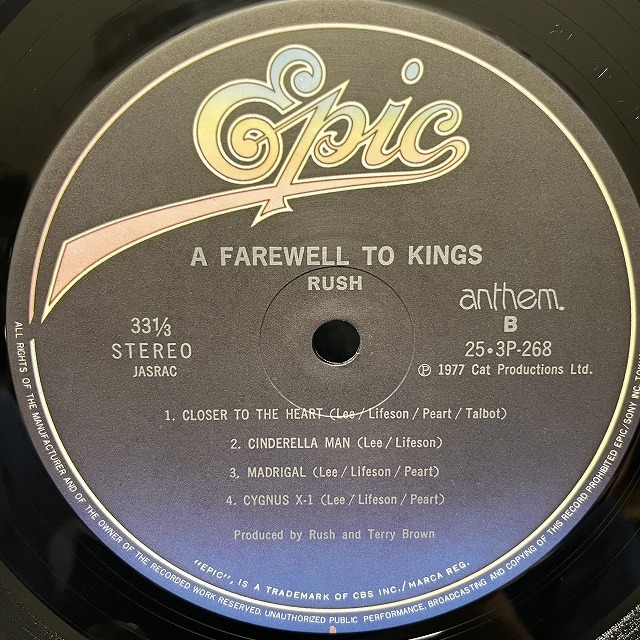 Epic
A FAREWELL TO KINGS
RUSH
anthem.
33⅓
B
STEREO
25•3P-268
JASRAC
℗ 1977 Cat Productions Ltd.
1. CLOSER TO THE HEART (Lee / Lifeson / Peart / Talbot)
2. CINDERELLA MAN (Lee / Lifeson)
3. MADRIGAL (Lee / Lifeson / Peart)
4. CYGNUS X-1 (Lee / Lifeson / Peart)
Produced by Rush and Terry Brown
"EPIC", IS A TRADEMARK OF CBS INC./MARCA REG.
ALL RIGHTS OF THE MANUFACTURER AND OF THE OWNER OF THE RECORDED WORK RESERVED. UNAUTHORIZED PUBLIC PERFORMANCE, BROADCASTING AND COPYING OF THIS RECORD PROHIBITED EPIC/SONY INC.